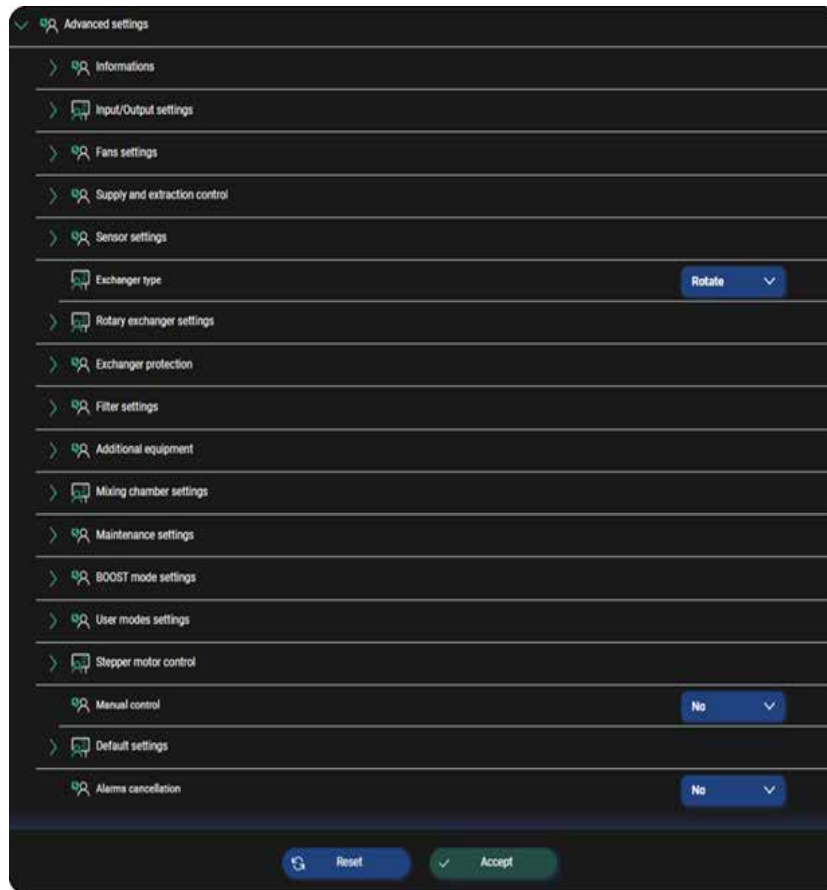 Advanced settings
Informations
Input/Output settings
Fans settings
Supply and extraction control
Sensor settings
Exchanger type Rotate
Rotary exchanger settings
Exchanger protection
Filter settings
Additional equipment
Mixing chamber settings
Maintenance settings
BOOST mode settings
User modes settings
Stepper motor control
Manual control No
Default settings
Alarms cancellation No
Reset Accept